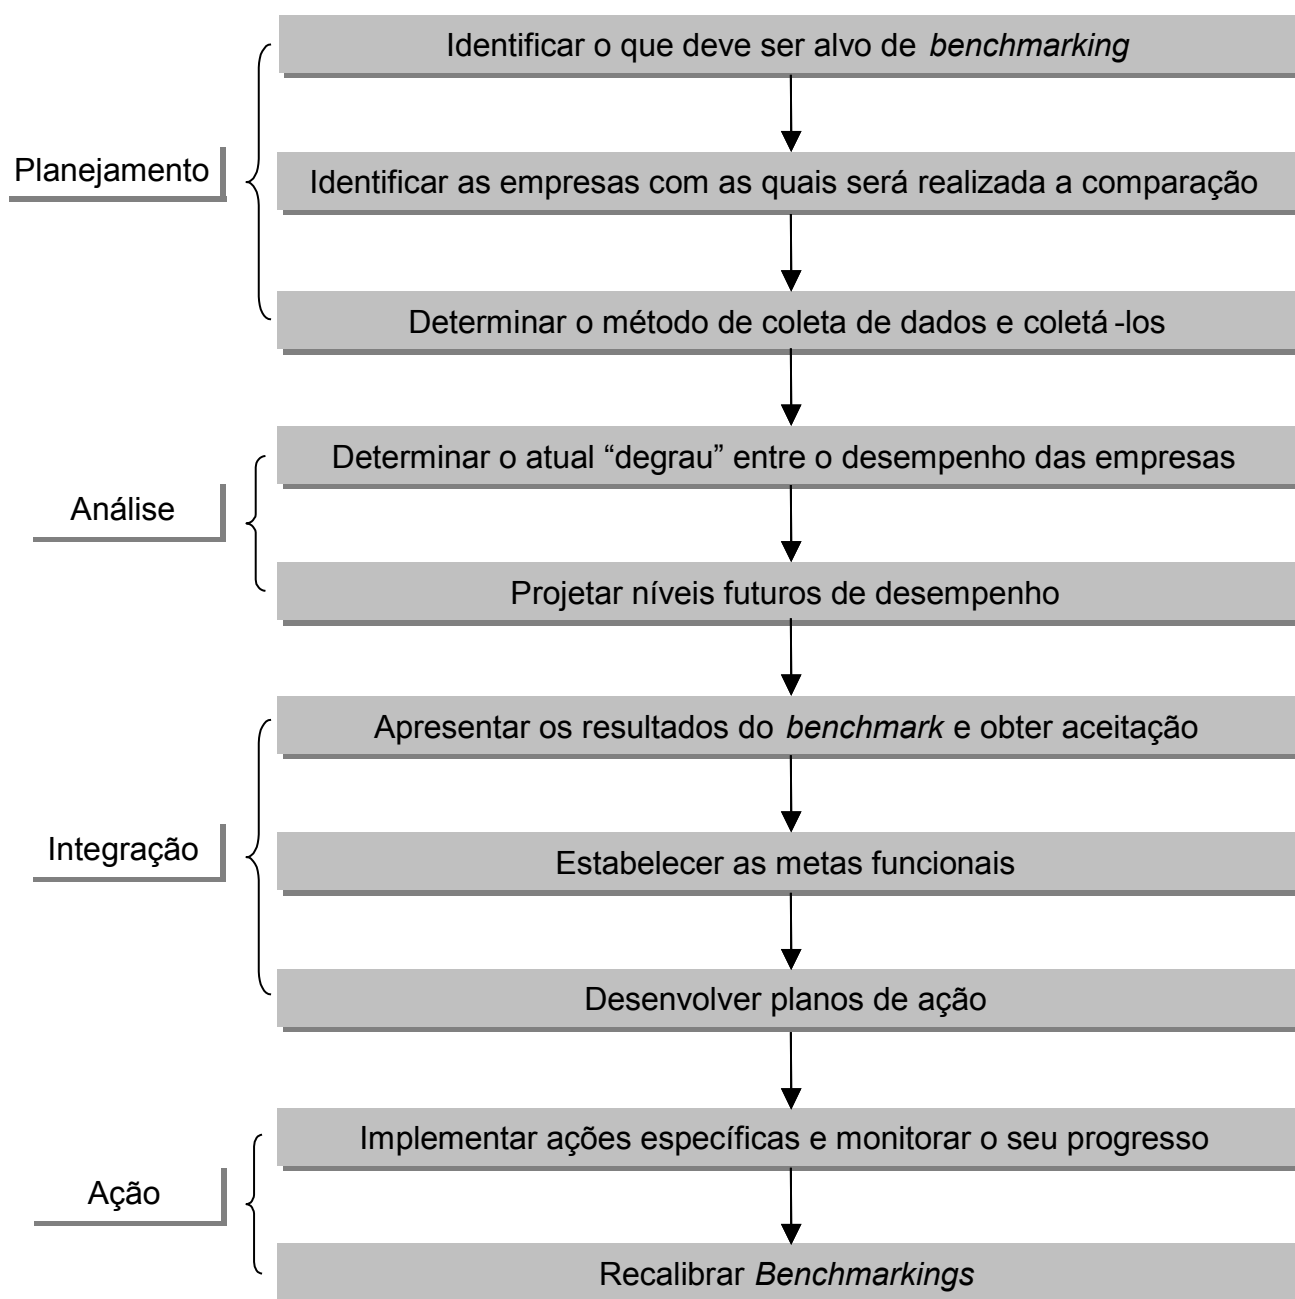 Identificar o que deve ser alvo de benchmarking
Planejamento
Identificar as empresas com as quais será realizada a comparação
Determinar o método de coleta de dados e coletá-los
Determinar o atual “degrau” entre o desempenho das empresas
Análise
Projetar níveis futuros de desempenho
Apresentar os resultados do benchmark e obter aceitação
Integração
Estabelecer as metas funcionais
Desenvolver planos de ação
Implementar ações específicas e monitorar o seu progresso
Ação
Recalibrar Benchmarkings